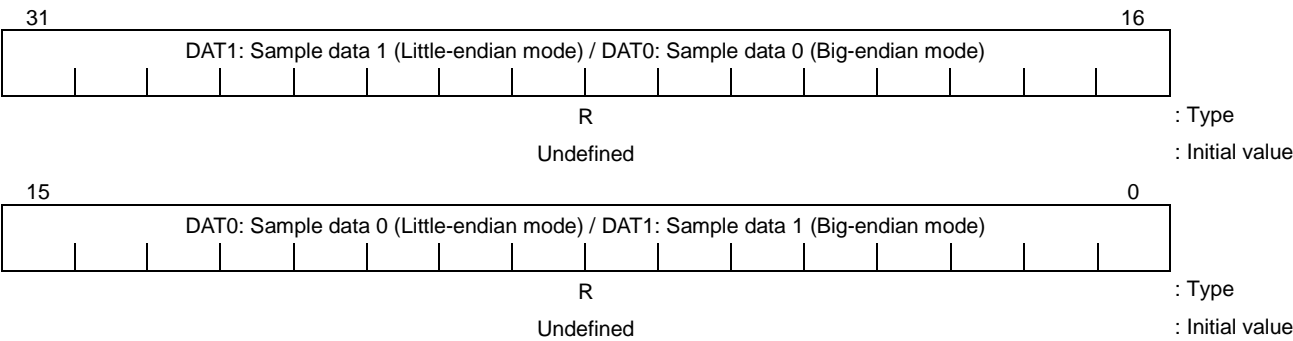 31 16
DAT1: Sample data 1 (Little-endian mode) / DAT0: Sample data 0 (Big-endian mode)
R : Type
Undefined : Initial value
15 0
DAT0: Sample data 0 (Little-endian mode) / DAT1: Sample data 1 (Big-endian mode)
R : Type
Undefined : Initial value